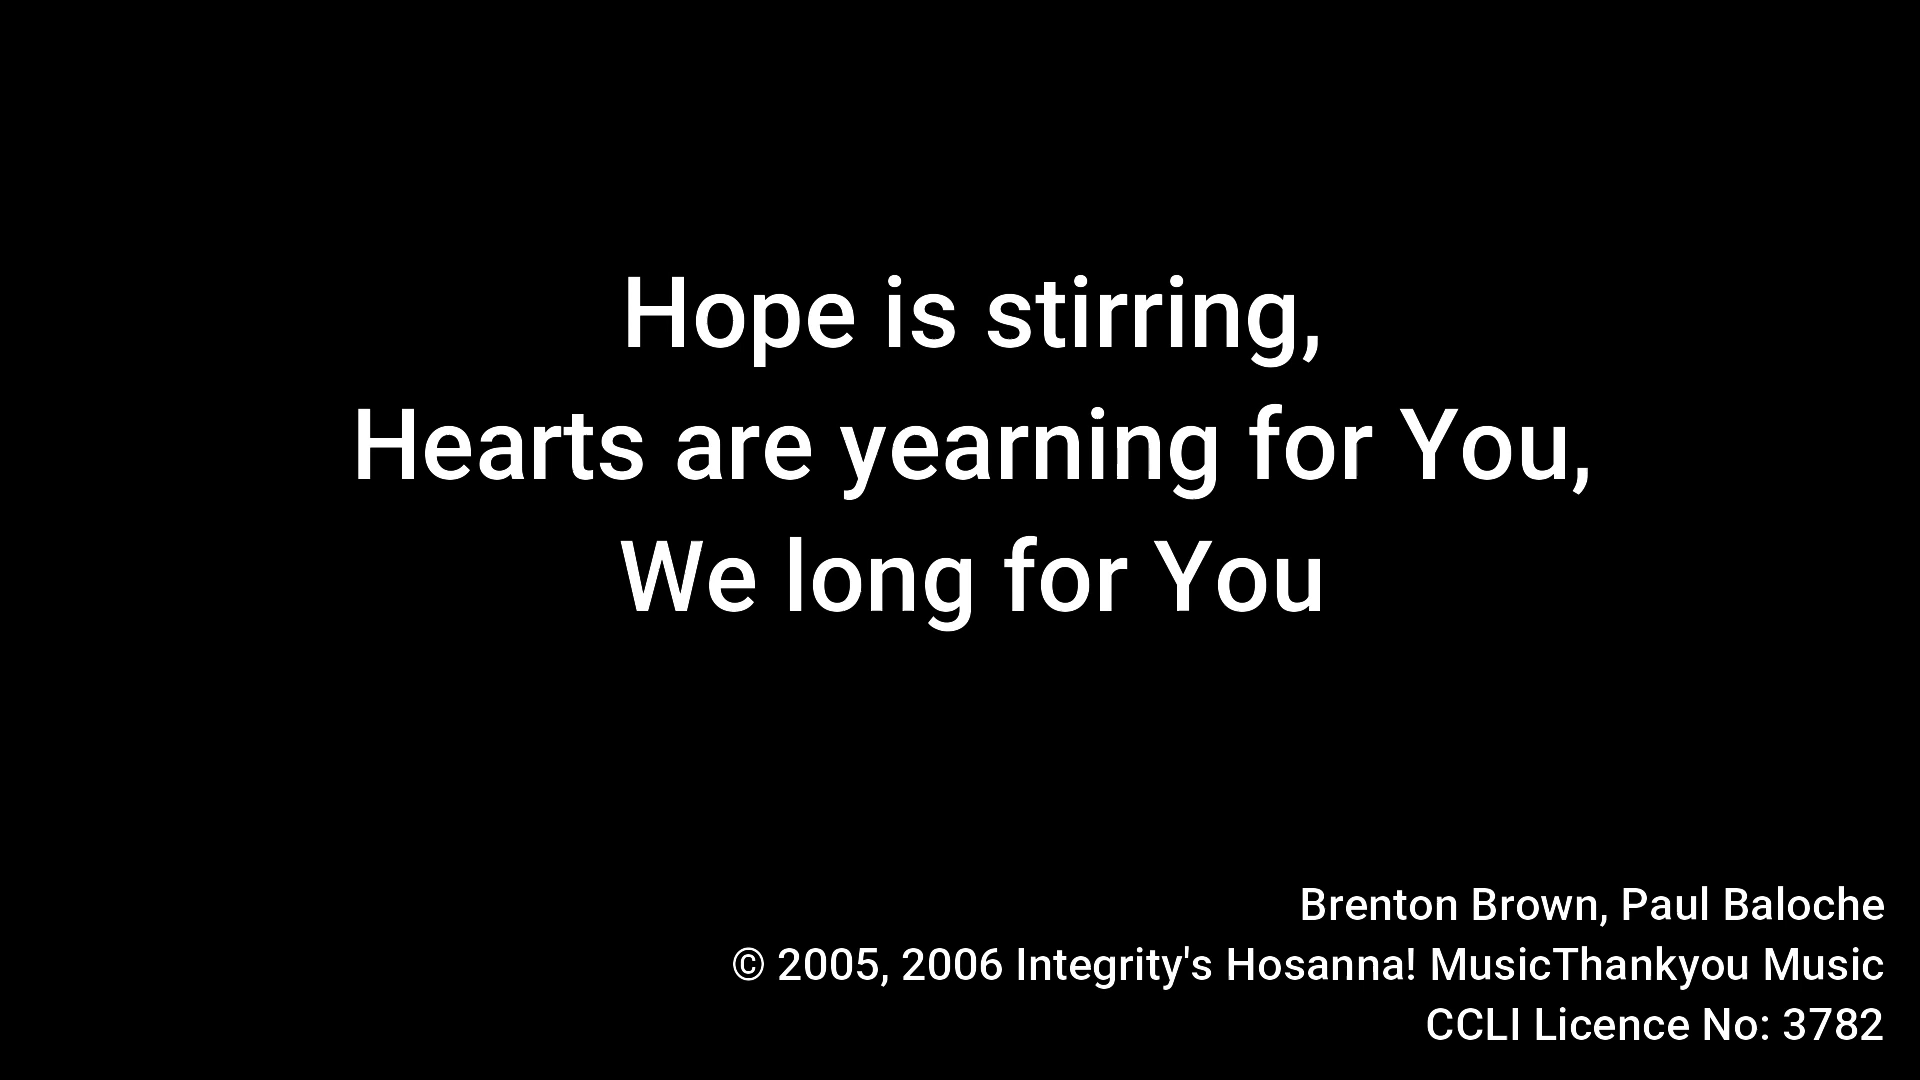 Hope is stirring,
Hearts are yearning for You,
We long for You
Brenton Brown, Paul Baloche
© 2005, 2006 Integrity's Hosanna! MusicThankyou Music
CCLI Licence No: 3782